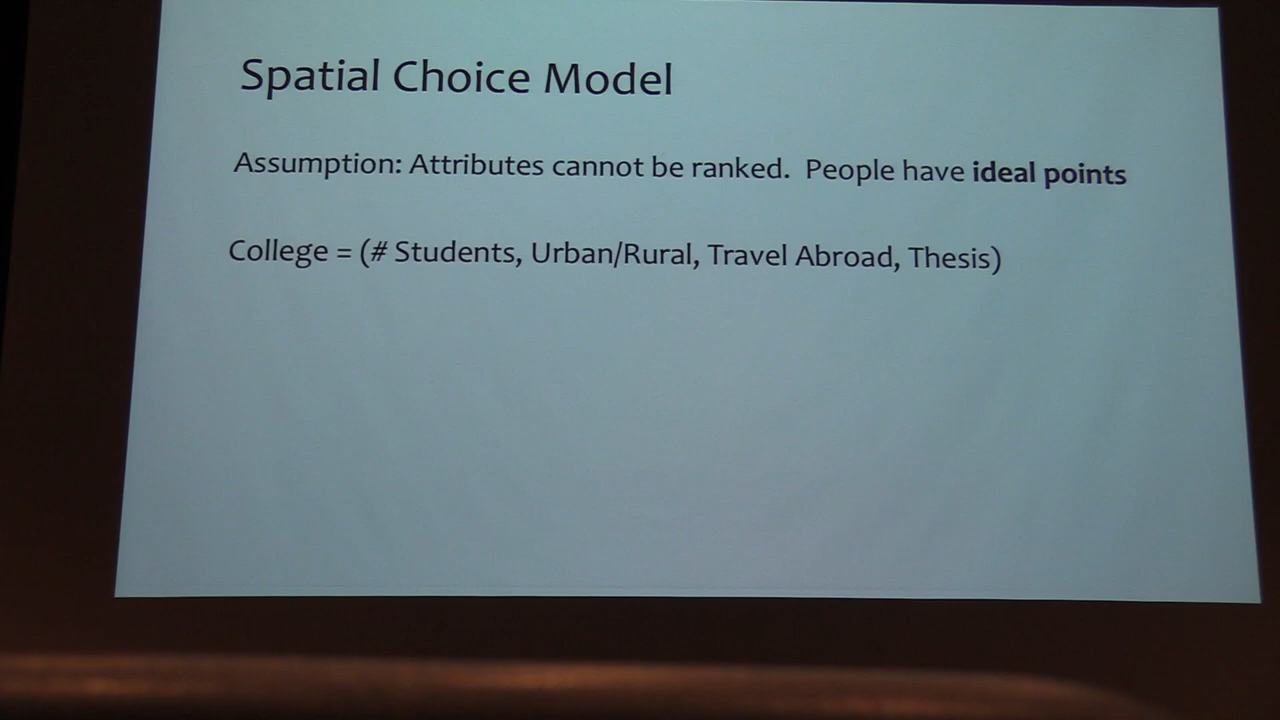 Spatial Choice Model
Assumption: Attributes cannot be ranked.  People have ideal points
College = (# Students, Urban/Rural, Travel Abroad, Thesis)